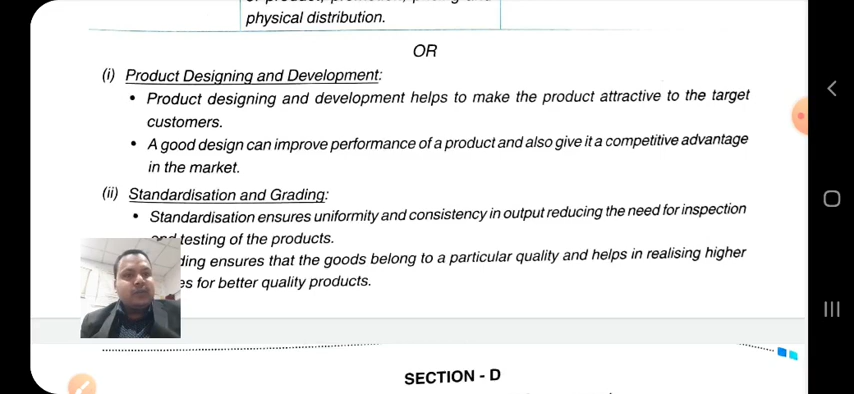 physical distribution.
OR
(i) Product Designing and Development:
• Product designing and development helps to make the product attractive to the target
customers.
• A good design can improve performance of a product and also give it a competitive advantage
in the market.
(ii) Standardisation and Grading:
• Standardisation ensures uniformity and consistency in output reducing the need for inspection
testing of the products.
ensures that the goods belong to a particular quality and helps in realising higher
for better quality products.
SECTION - D